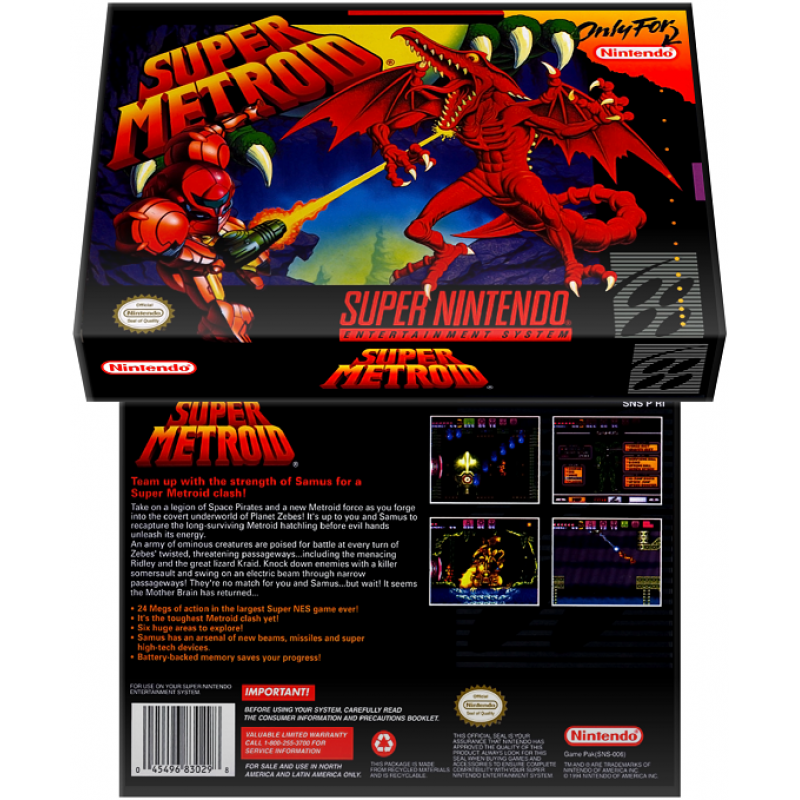 SUPER
METROID®
Only For
Nintendo®
Official
Nintendo®
Seal of Quality
SUPER NINTENDO
ENTERTAINMENT SYSTEM
Nintendo®
SUPER
METROID®
SNS P RI
SUPER
METROID®
Team up with the strength of Samus for a
Super Metroid clash!
Take on a legion of Space Pirates and a new Metroid force as you forge
into the covert underworld of Planet Zebes! It's up to you and Samus to
recapture the long-surviving Metroid hatchling before evil hands
unleash its energy.
An army of ominous creatures are poised for battle at every turn of
Zebes' twisted, threatening passageways...including the menacing
Ridley and the great lizard Kraid. Knock down enemies with a killer
somersault and swing on an electric beam through narrow
passageways! They're no match for you and Samus...but wait! It seems
the Mother Brain has returned...
• 24 Megs of action in the largest Super NES game ever!
• It's the toughest Metroid clash yet!
• Six huge areas to explore!
• Samus has an arsenal of new beams, missiles and super
high-tech devices.
• Battery-backed memory saves your progress!
FOR USE ON YOUR SUPER NINTENDO
ENTERTAINMENT SYSTEM
IMPORTANT!
BEFORE USING YOUR SYSTEM, CAREFULLY READ
THE CONSUMER INFORMATION AND PRECAUTIONS BOOKLET.
VALUABLE LIMITED WARRANTY
CALL 1-800-255-3700 FOR
SERVICE INFORMATION
FOR SALE AND USE IN NORTH
AMERICA AND LATIN AMERICA ONLY.
0 45496 83029 8
THIS PACKAGE IS MADE
FROM RECYCLED MATERIALS
AND IS RECYCLABLE.
Official
Nintendo®
Seal of Quality
THIS OFFICIAL SEAL IS YOUR
ASSURANCE THAT NINTENDO HAS
APPROVED THE QUALITY OF THIS
PRODUCT. ALWAYS LOOK FOR THIS
SEAL WHEN BUYING GAMES AND
ACCESSORIES TO ENSURE COMPLETE
COMPATIBILITY WITH YOUR SUPER
NINTENDO ENTERTAINMENT SYSTEM.
Nintendo®
Game Pak(SNS-006)
TM AND ® ARE TRADEMARKS OF
NINTENDO OF AMERICA INC.
© 1994 NINTENDO OF AMERICA INC.